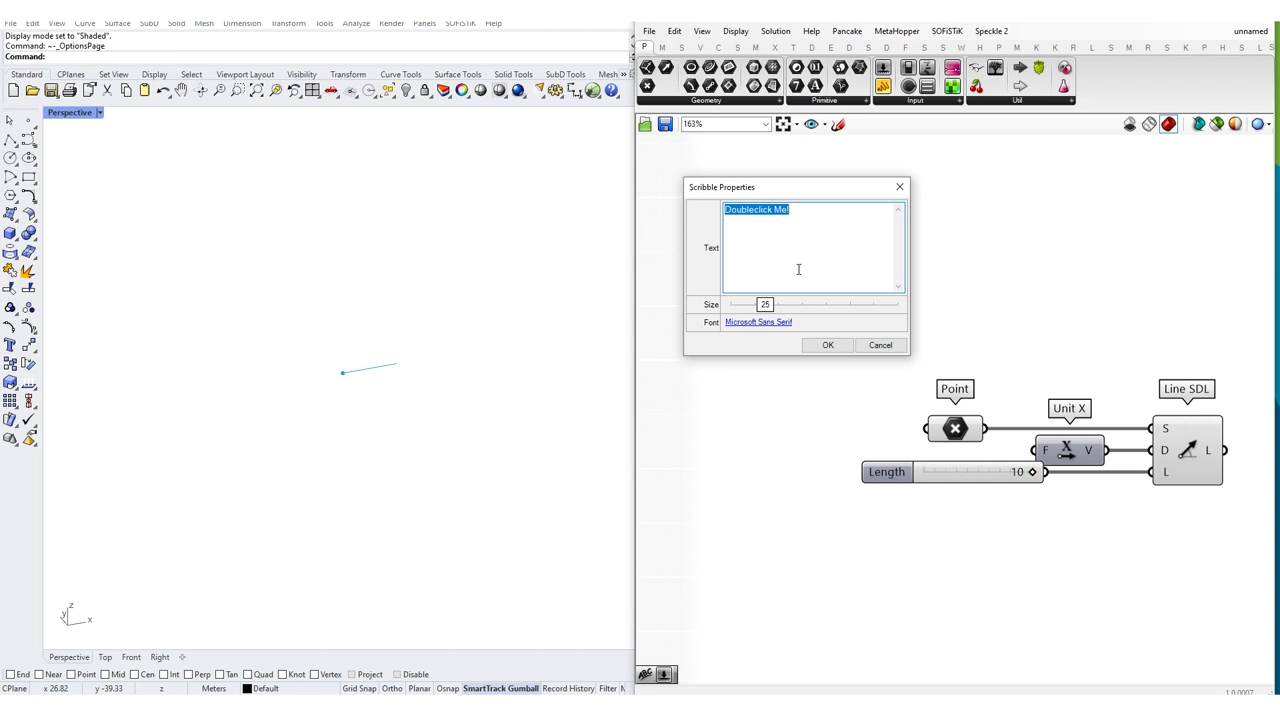 File Edit View Curve Surface SubD Solid Mesh Dimension Transform Tools Analyze Render Panels SOFiSTiK Help
Display mode set to "Shaded".
Command: ~-_OptionsPage
Command:
Standard CPlanes Set View Display Select Viewport Layout Visibility Transform Curve Tools Surface Tools Solid Tools SubD Tools Mesh »
Perspective
z
y
x
Perspective Top Front Right
End Near Point Mid Cen Int Perp Tan Quad Knot Vertex Project Disable
CPlane x 26.82 y -39.33 z Meters Default Grid Snap Ortho Planar Osnap SmartTrack Gumball Record History Filter M
File Edit View Display Solution Help Pancake MetaHopper SOFiSTiK Speckle 2 unnamed
P M S V C S M X T D R L K S M T D P A M K K U B M S P K H S L S
Geometry Primitive Input Util
163%
Scribble Properties
Text
Doubleclick Me!
Size 25
Font Microsoft Sans Serif
OK Cancel
Point
Unit X
Line SDL
F X V
S
D L
L
Length 10
1.0.0007